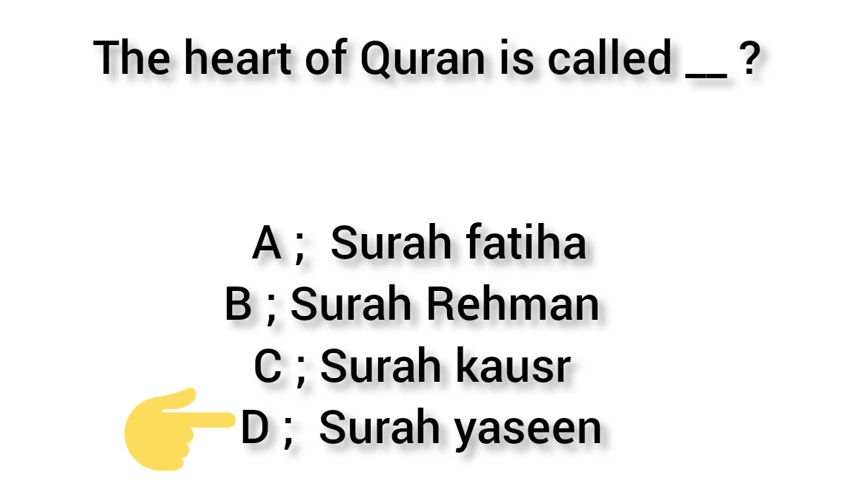 The heart of Quran is called __ ?
A ; Surah fatiha
B ; Surah Rehman
C ; Surah kausr
D ; Surah yaseen